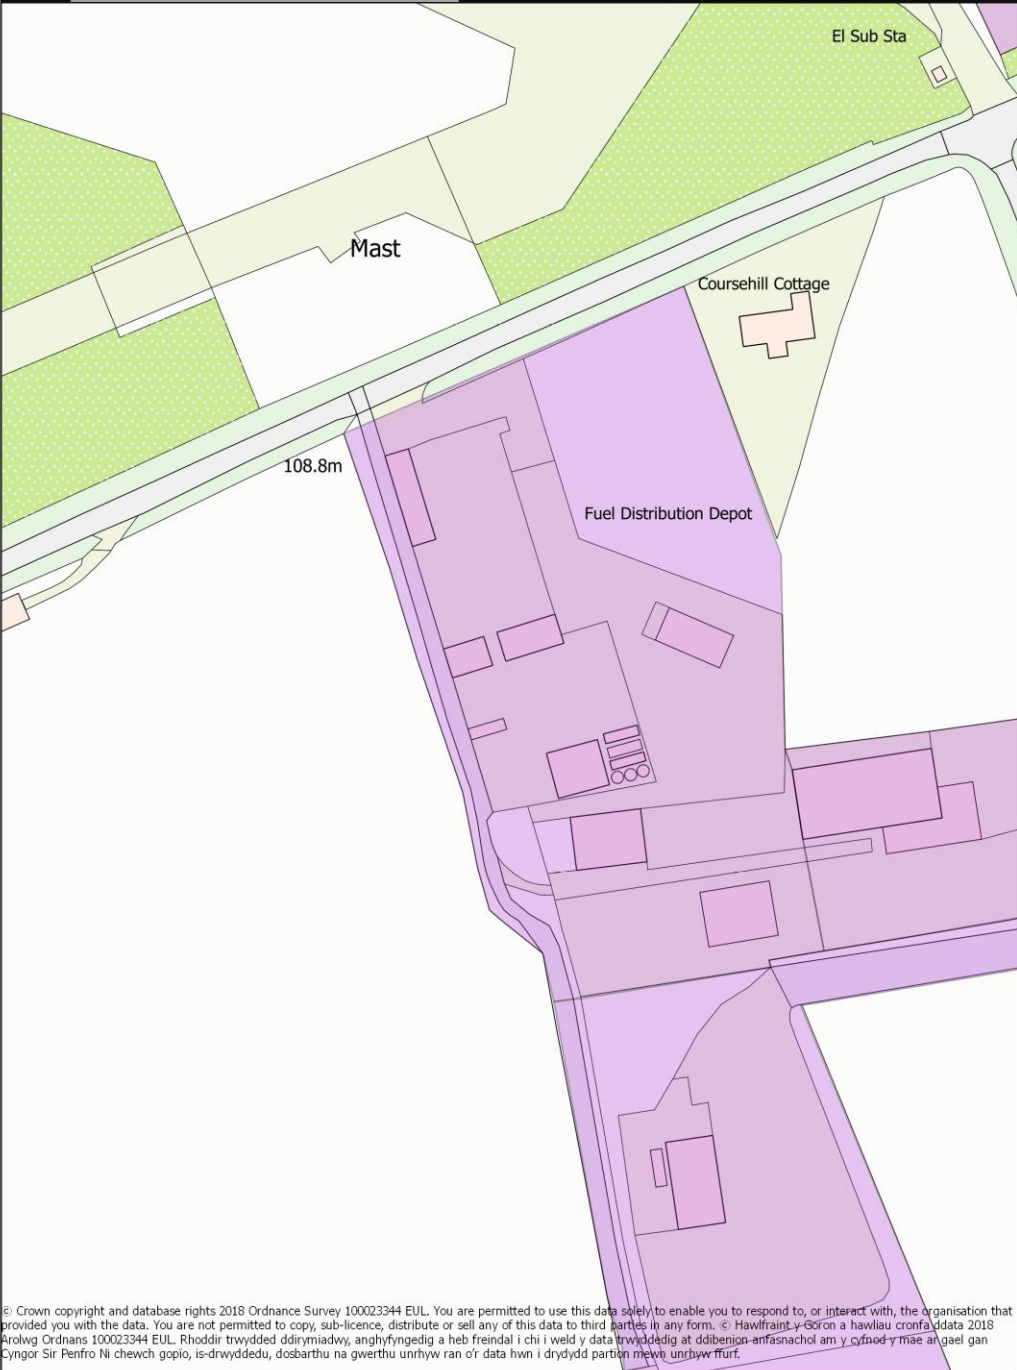 El Sub Sta
Mast
Coursehill Cottage
108.8m
Fuel Distribution Depot
© Crown copyright and database rights 2018 Ordnance Survey 100023344 EUL. You are permitted to use this data solely to enable you to respond to, or interact with, the organisation that
provided you with the data. You are not permitted to copy, sub-licence, distribute or sell any of this data to third parties in any form. © Hawlfraint y Goron a hawliau cronfa ddata 2018
Arolwg Ordnans 100023344 EUL. Rhoddir trwydded ddirymiadwy, anghyfyngedig a heb freindal i chi i weld y data trwyddedig at ddibenion anfasnachol am y cyfnod y mae ar gael gan
Cyngor Sir Penfro Ni chewch gopïo, is-drwyddedu, dosbarthu na gwerthu unrhyw ran o'r data hwn i drydydd partïon mewn unrhyw ffurf.